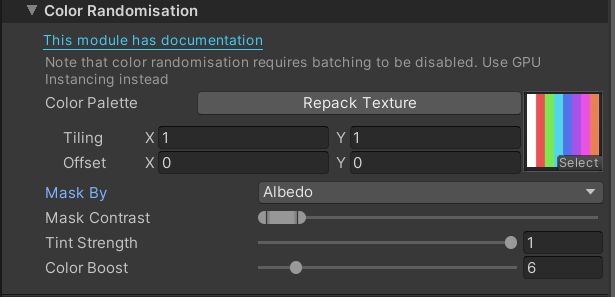 Color Randomisation
This module has documentation
Note that color randomisation requires batching to be disabled. Use GPU
Instancing instead
Color Palette Repack Texture
Tiling X 1 Y 1
Offset X 0 Y 0
Select
Mask By Albedo
Mask Contrast
Tint Strength 1
Color Boost 6